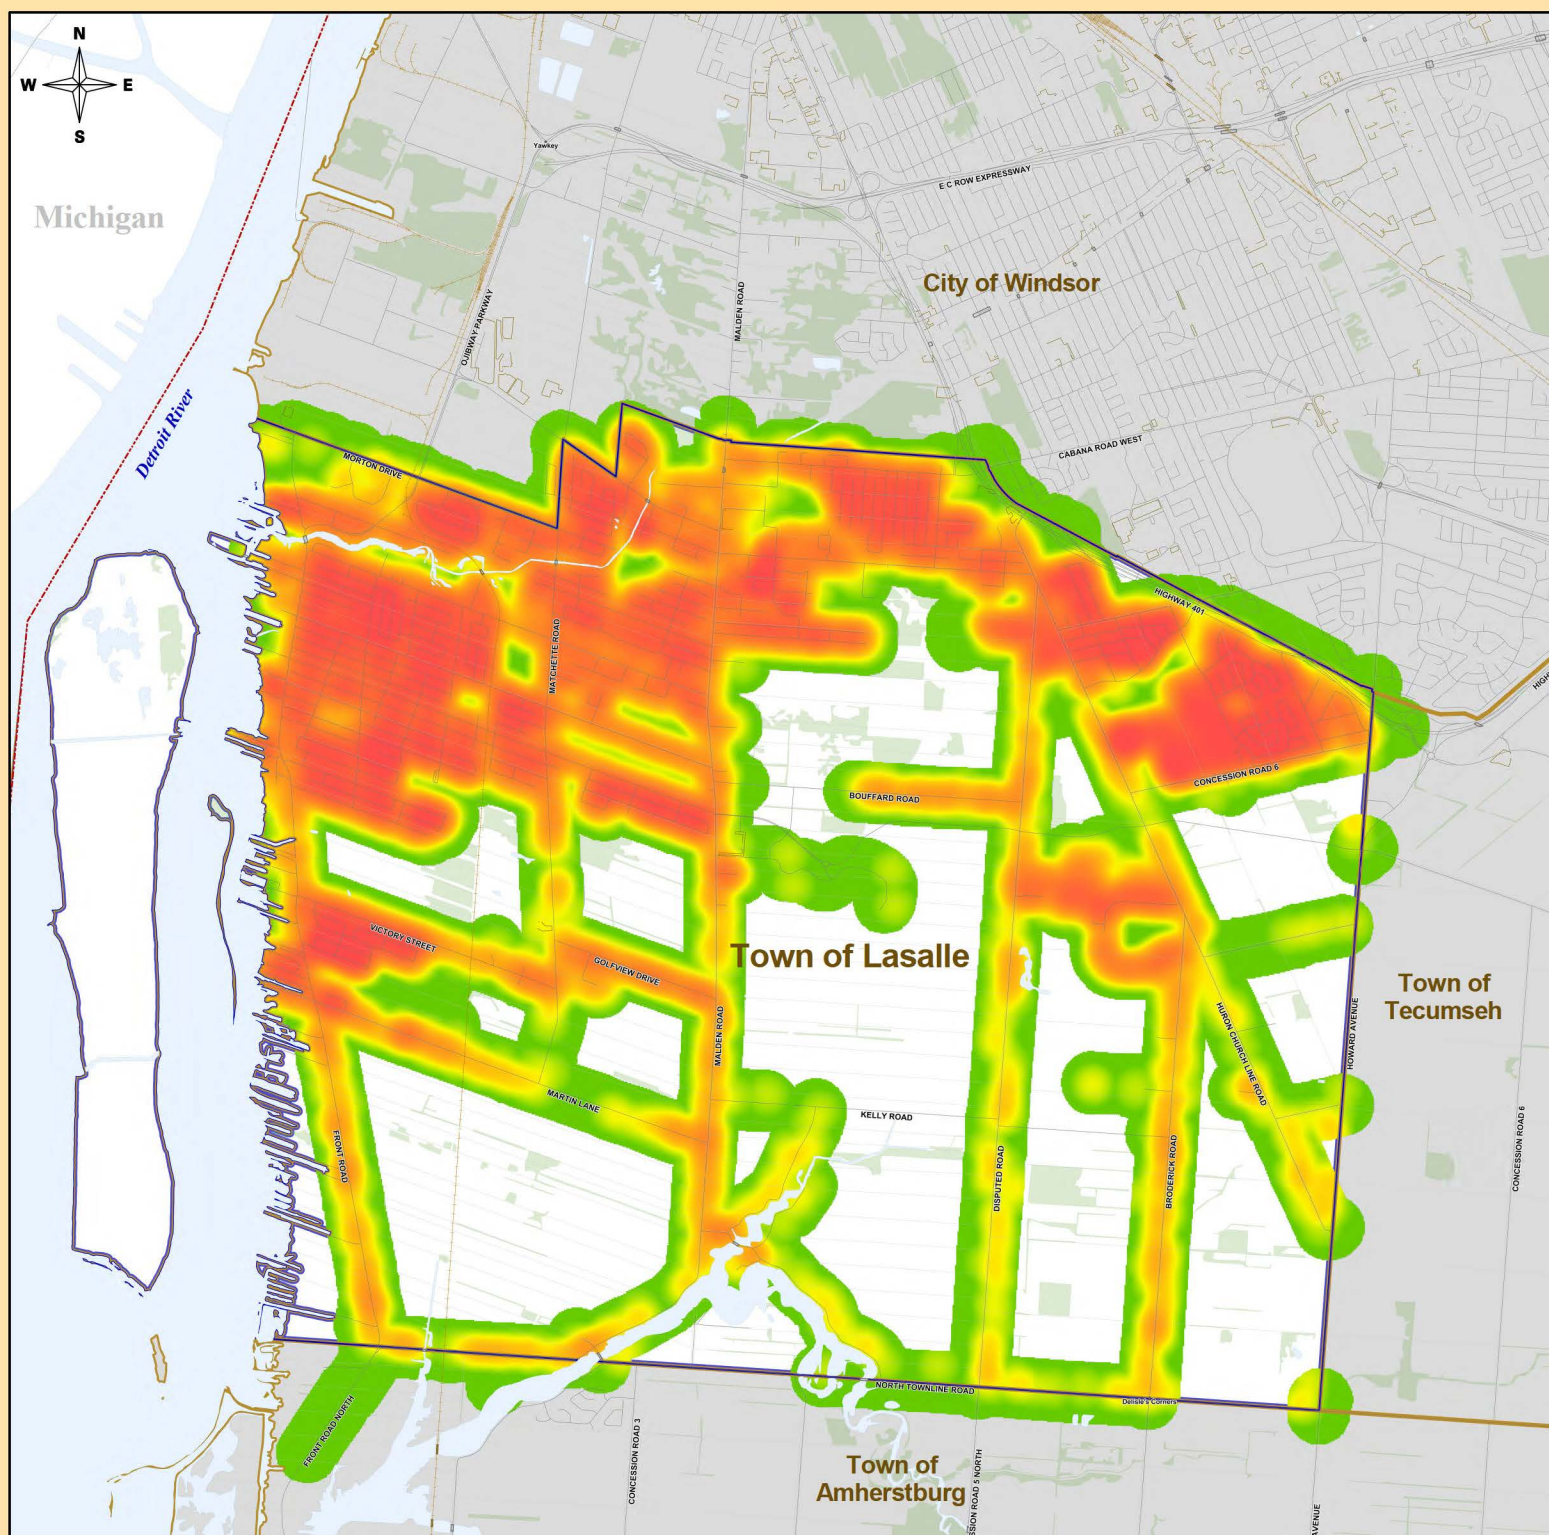 N
W E
S
Michigan
Yawkey
E C ROW EXPRESSWAY
City of Windsor
OJIBWAY PARKWAY
MALDEN ROAD
Detroit River
CABANA ROAD WEST
MORTON DRIVE
HIGHWAY 401
MATCHETTE ROAD
CONCESSION ROAD 6
BOUFFARD ROAD
VICTORY STREET
GOLFVIEW DRIVE
Town of Lasalle
Town of
Tecumseh
MALDEN ROAD
HURON CHURCH LINE ROAD
HOWARD AVENUE
MARTIN LANE
KELLY ROAD
FRONT ROAD
DISPUTED ROAD
BRODERICK ROAD
CONCESSION ROAD 6
NORTH TOWNLINE ROAD
Delisle's Corners
FRONT ROAD NORTH
CONCESSION ROAD 3
Town of
Amherstburg
ROAD 5 NORTH
AVENUE